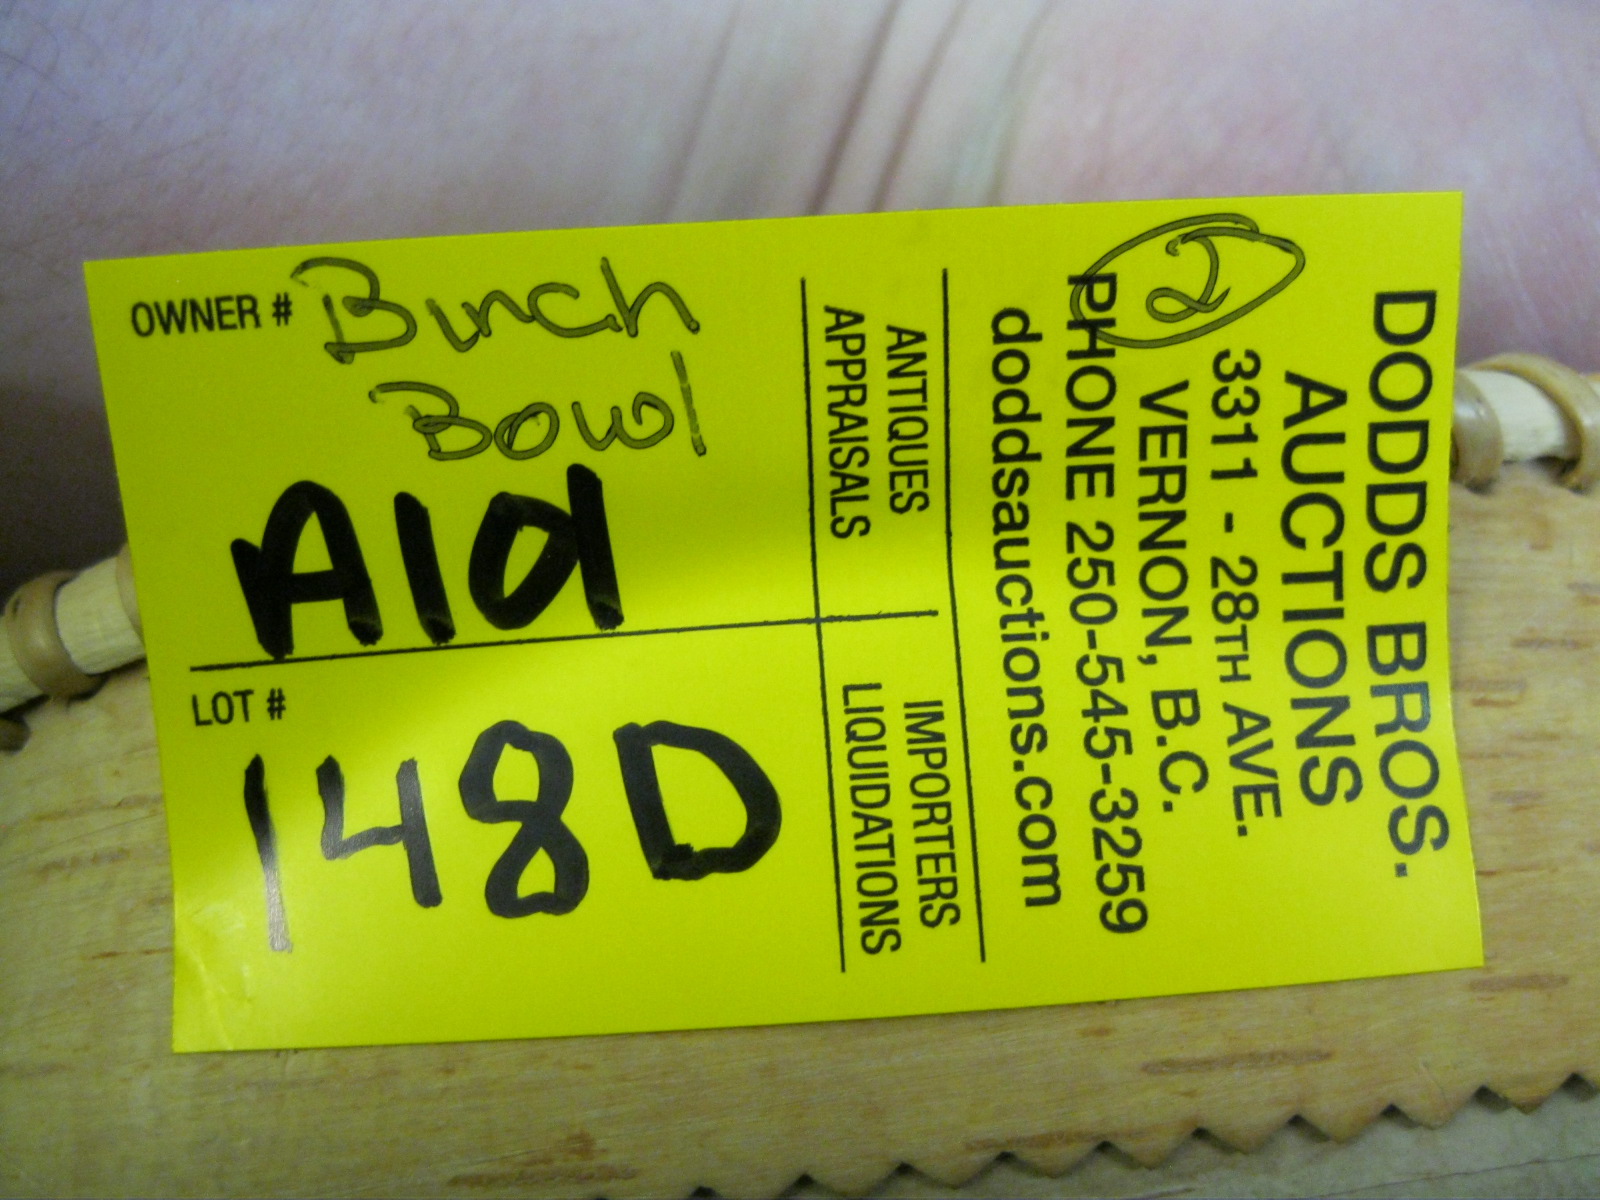 OWNER # Birch
Bowl
A1a
LOT #
148D
2
DODDS BROS.
AUCTIONS
3311 - 28TH AVE.
VERNON, B.C.
PHONE 250-545-3259
doddsauctions.com
ANTIQUES
APPRAISALS
IMPORTERS
LIQUIDATIONS